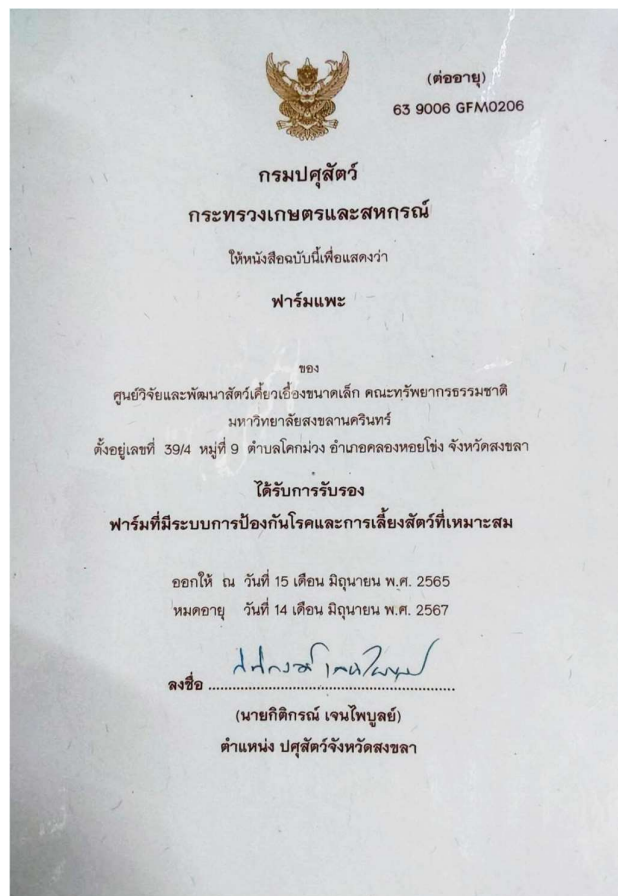 (ต่ออายุ)
63 9006 GFM0206
กรมปศุสัตว์
กระทรวงเกษตรและสหกรณ์
ให้หนังสือฉบับนี้เพื่อแสดงว่า
ฟาร์มแพะ
ของ
ศูนย์วิจัยและพัฒนาสัตว์เคี้ยวเอื้องขนาดเล็ก คณะทรัพยากรธรรมชาติ
มหาวิทยาลัยสงขลานครินทร์
ตั้งอยู่เลขที่ 39/4 หมู่ที่ 9 ตำบลโคกม่วง อำเภอคลองหอยโข่ง จังหวัดสงขลา
ได้รับการรับรอง
ฟาร์มที่มีระบบการป้องกันโรคและการเลี้ยงสัตว์ที่เหมาะสม
ออกให้ ณ วันที่ 15 เดือน มิถุนายน พ.ศ. 2565
หมดอายุ วันที่ 14 เดือน มิถุนายน พ.ศ. 2567
ลงชื่อ ..................................................
(นายกิติกรณ์ เจนไพบูลย์)
ตำแหน่ง ปศุสัตว์จังหวัดสงขลา